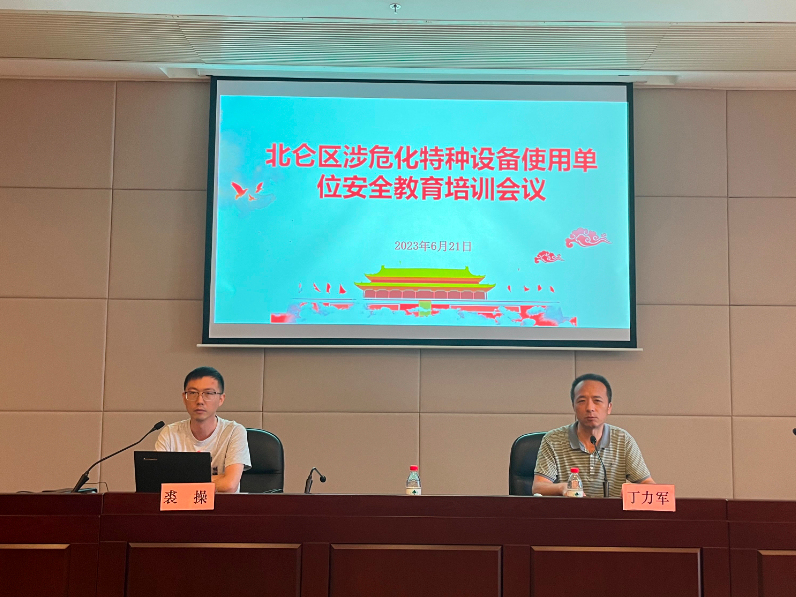 北仑区涉危化特种设备使用单
位安全教育培训会议
2023年6月21日
裘 操
丁力军